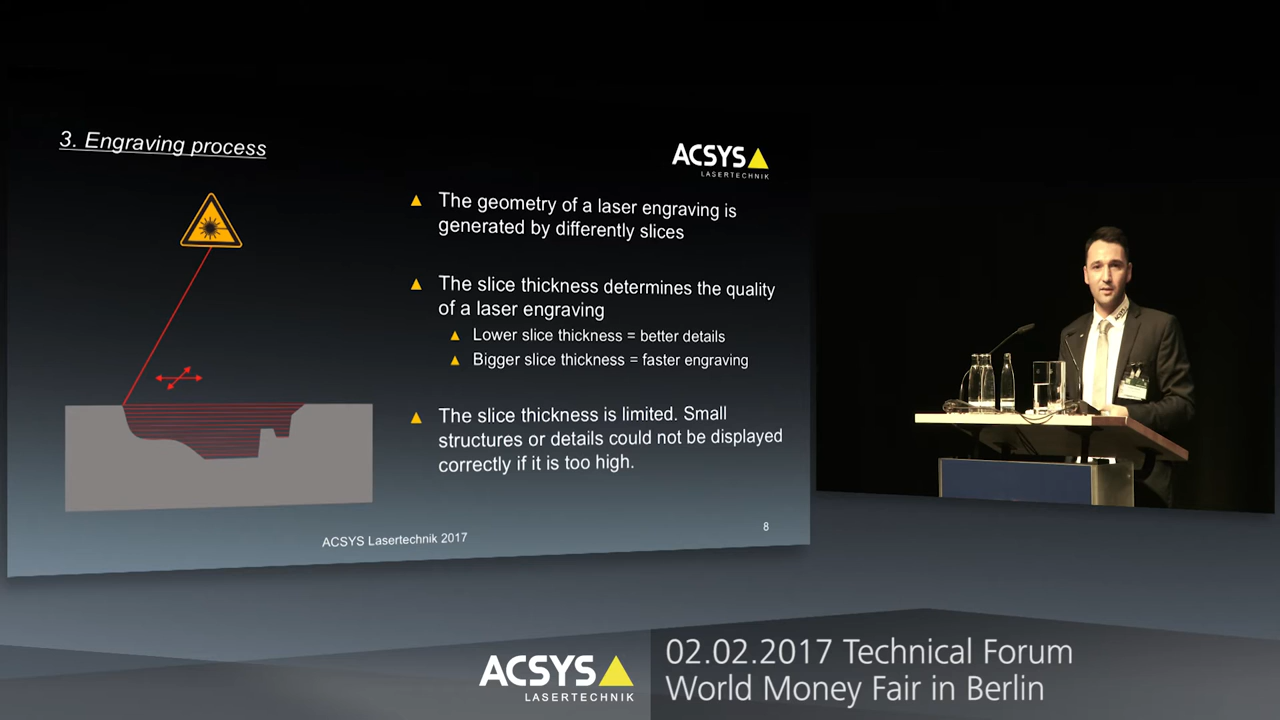 3. Engraving process
ACSYS
LASERTECHNIK
The geometry of a laser engraving is
generated by differently slices
The slice thickness determines the quality
of a laser engraving
Lower slice thickness = better details
Bigger slice thickness = faster engraving
The slice thickness is limited. Small
structures or details could not be displayed
correctly if it is too high.
ACSYS Lasertechnik 2017
8
ACSYS
LASERTECHNIK
02.02.2017 Technical Forum
World Money Fair in Berlin